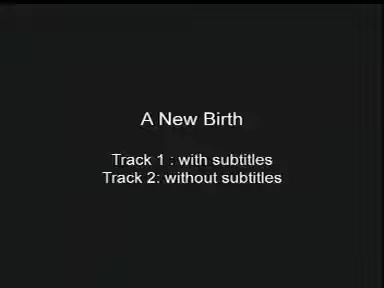 A New Birth
Track 1 : with subtitles
Track 2: without subtitles